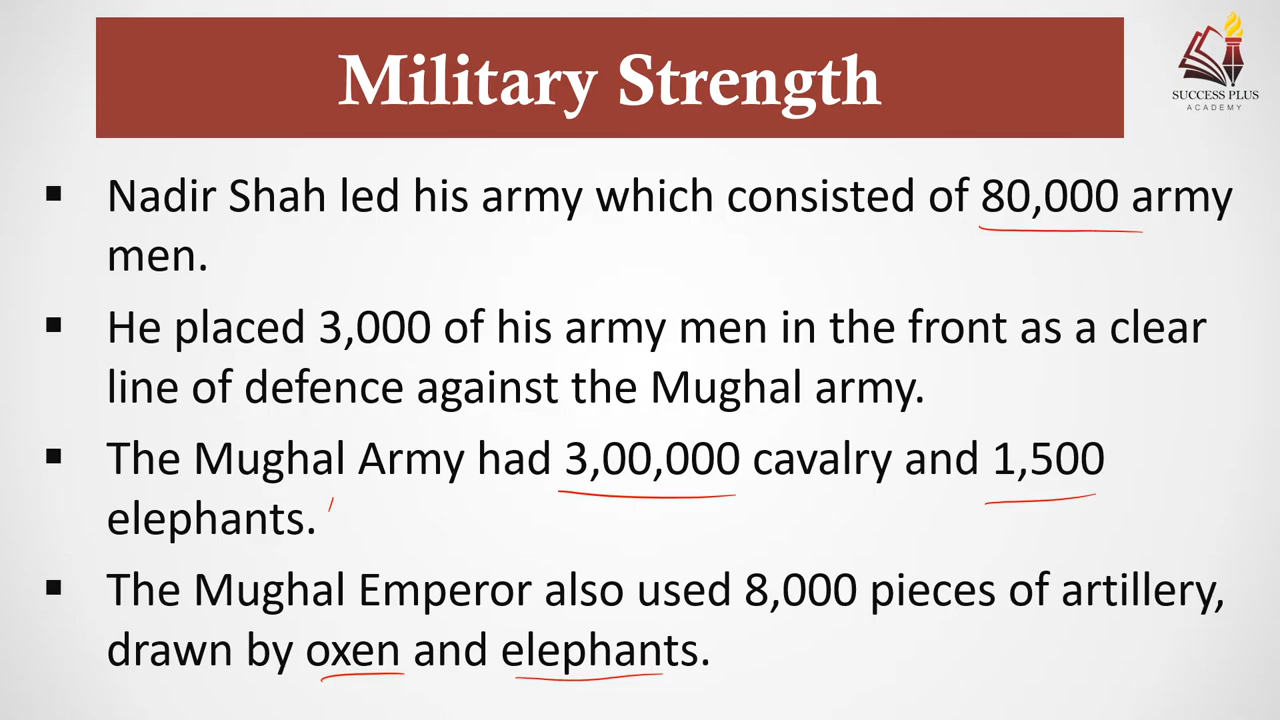 Military Strength
SUCCESS PLUS
ACADEMY
▪ Nadir Shah led his army which consisted of 80,000 army
men.
▪ He placed 3,000 of his army men in the front as a clear
line of defence against the Mughal army.
▪ The Mughal Army had 3,00,000 cavalry and 1,500
elephants.
▪ The Mughal Emperor also used 8,000 pieces of artillery,
drawn by oxen and elephants.